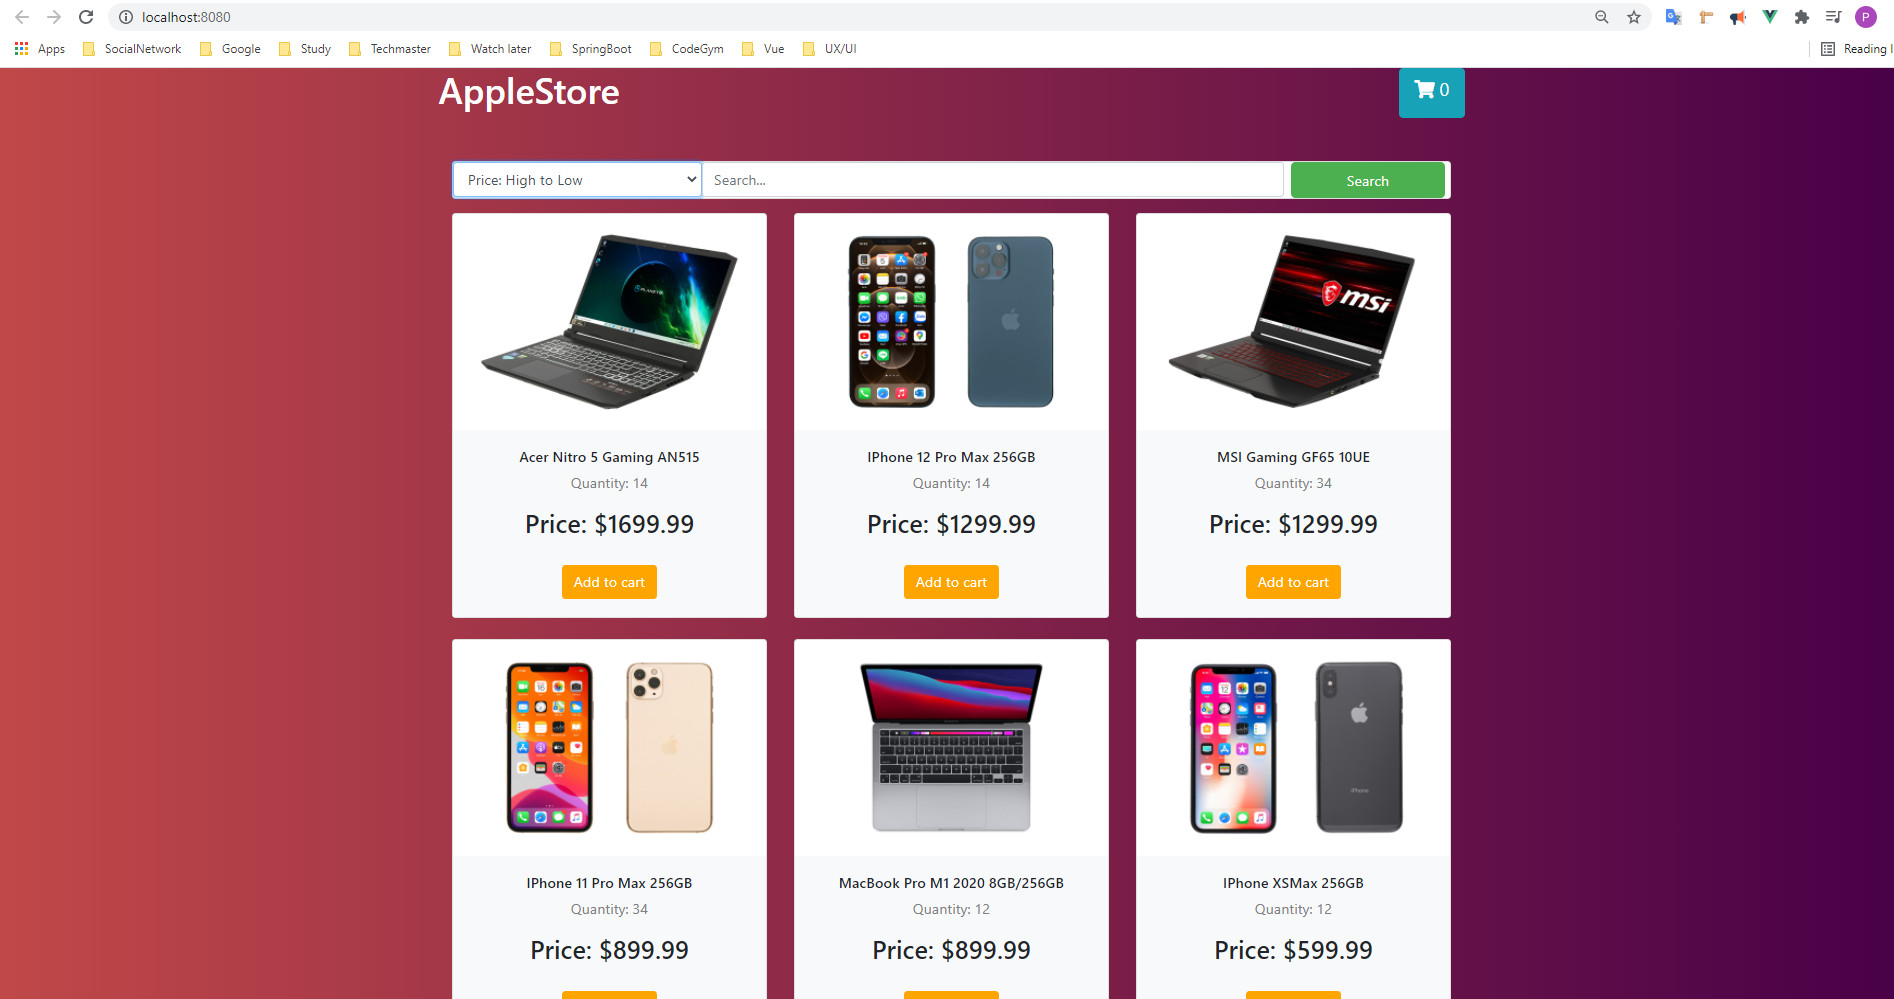 localhost:8080
P
Apps SocialNetwork Google Study Techmaster Watch later SpringBoot CodeGym Vue UX/UI Reading l
AppleStore
0
Price: High to Low Search... Search
PLANET9
msi
Acer Nitro 5 Gaming AN515
Quantity: 14
Price: $1699.99
Add to cart
IPhone 12 Pro Max 256GB
Quantity: 14
Price: $1299.99
Add to cart
MSI Gaming GF65 10UE
Quantity: 34
Price: $1299.99
Add to cart
iPhone
IPhone 11 Pro Max 256GB
Quantity: 34
Price: $899.99
MacBook Pro M1 2020 8GB/256GB
Quantity: 12
Price: $899.99
IPhone XSMax 256GB
Quantity: 12
Price: $599.99